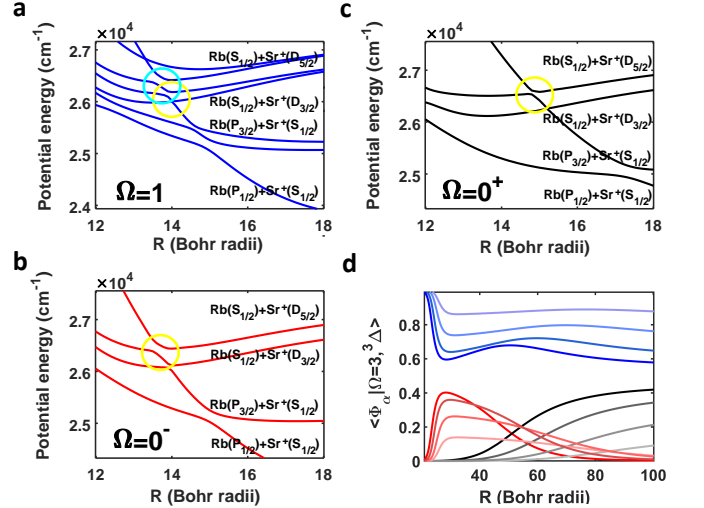 a
×10⁴
Potential energy (cm⁻¹)
2.7
2.6
2.5
2.4
Rb(S₁/₂)+Sr⁺(D₅/₂)
Rb(S₁/₂)+Sr⁺(D₃/₂)
Rb(P₃/₂)+Sr⁺(S₁/₂)
Rb(P₁/₂)+Sr⁺(S₁/₂)
Ω=1
12 14 16 18
R (Bohr radii)
b
×10⁴
Potential energy (cm⁻¹)
2.7
2.6
2.5
Rb(S₁/₂)+Sr⁺(D₅/₂)
Rb(S₁/₂)+Sr⁺(D₃/₂)
Rb(P₃/₂)+Sr⁺(S₁/₂)
Rb(P₁/₂)+Sr⁺(S₁/₂)
Ω=0⁻
12 14 16 18
R (Bohr radii)
c
×10⁴
Potential energy (cm⁻¹)
2.7
2.6
2.5
Rb(S₁/₂)+Sr⁺(D₅/₂)
Rb(S₁/₂)+Sr⁺(D₃/₂)
Rb(P₃/₂)+Sr⁺(S₁/₂)
Rb(P₁/₂)+Sr⁺(S₁/₂)
Ω=0⁺
12 14 16 18
R (Bohr radii)
d
<Φα|Ω=3,³Δ>
0.8
0.6
0.4
0.2
0
40 60 80 100
R (Bohr radii)